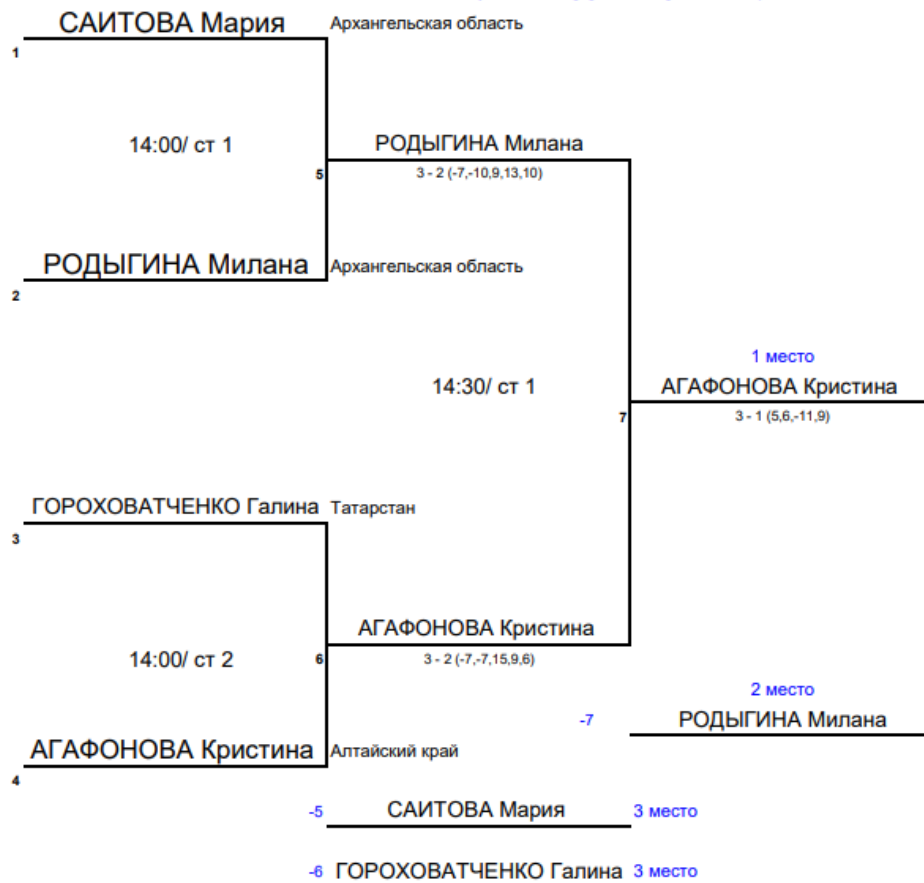 САИТОВА Мария Архангельская область
1
14:00/ ст 1
РОДЫГИНА Милана
5 3 - 2 (-7,-10,9,13,10)
РОДЫГИНА Милана Архангельская область
2
1 место
14:30/ ст 1 АГАФОНОВА Кристина
7 3 - 1 (5,6,-11,9)
ГОРОХОВАТЧЕНКО Галина Татарстан
3
АГАФОНОВА Кристина
14:00/ ст 2 6 3 - 2 (-7,-7,15,9,6)
2 место
-7 РОДЫГИНА Милана
АГАФОНОВА Кристина Алтайский край
4
-5 САИТОВА Мария 3 место
-6 ГОРОХОВАТЧЕНКО Галина 3 место